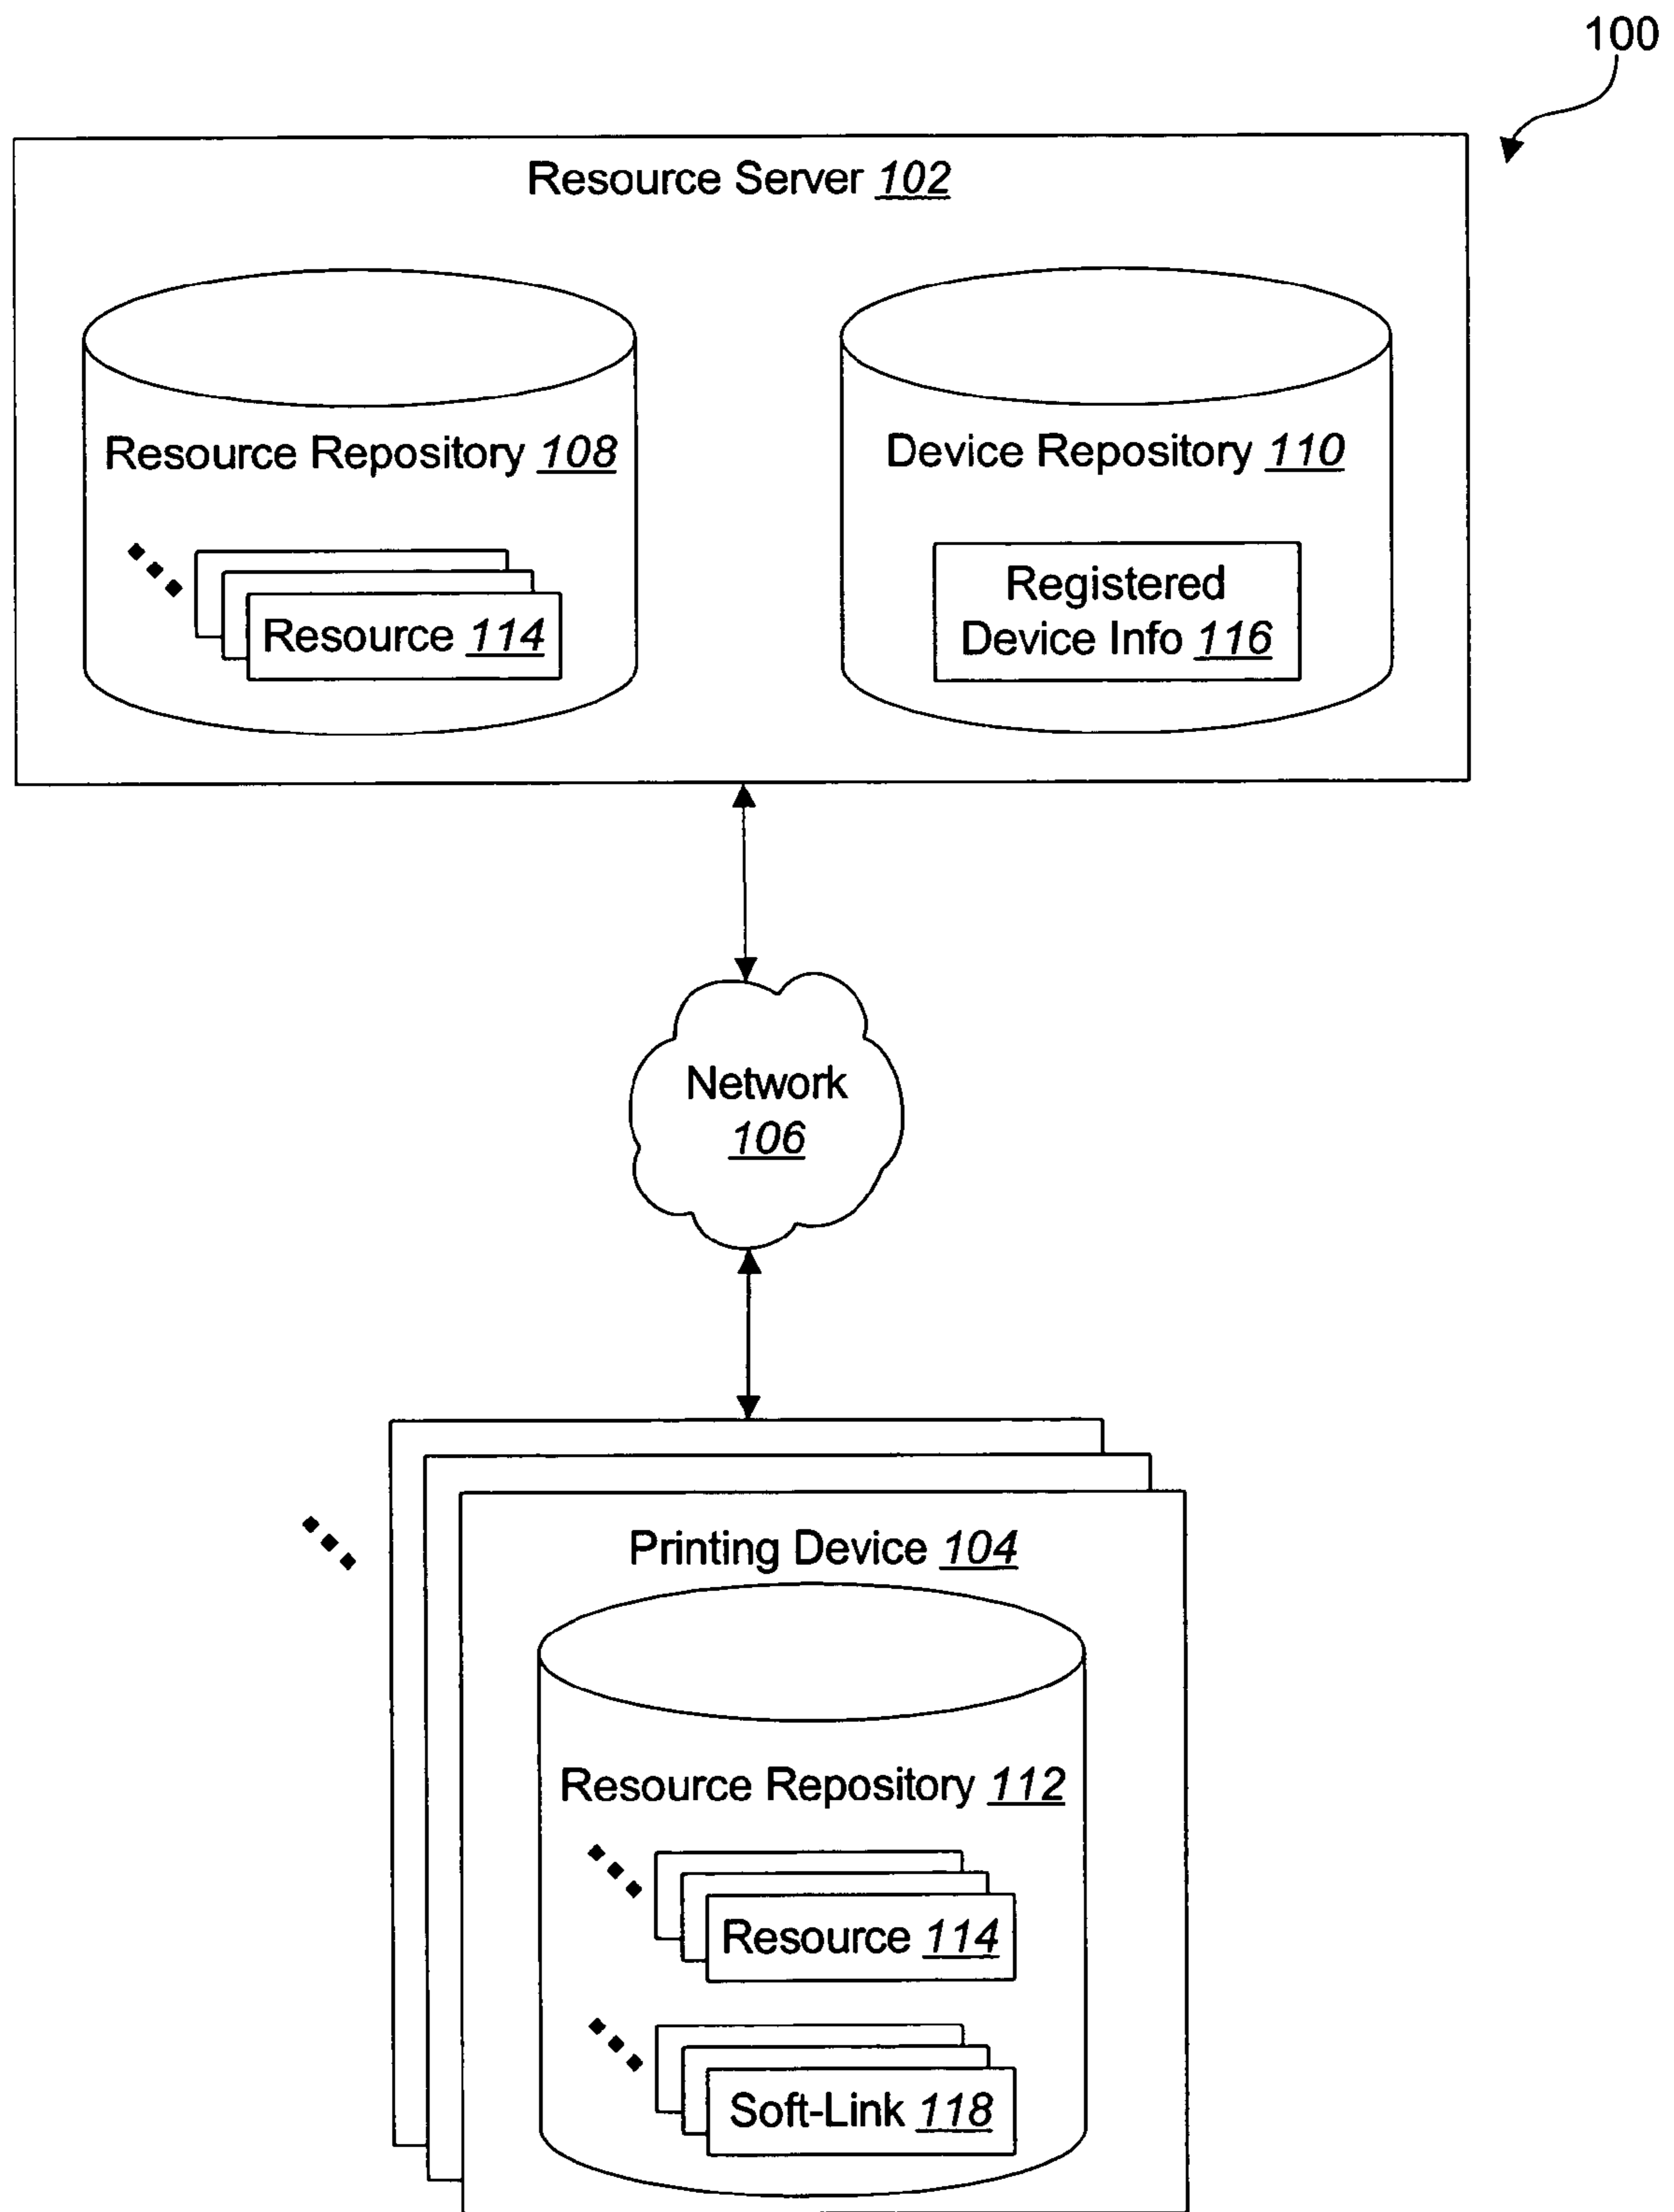 100
Resource Server 102
Resource Repository 108
Device Repository 110
Resource 114
Registered
Device Info 116
Network
106
Printing Device 104
Resource Repository 112
Resource 114
Soft-Link 118